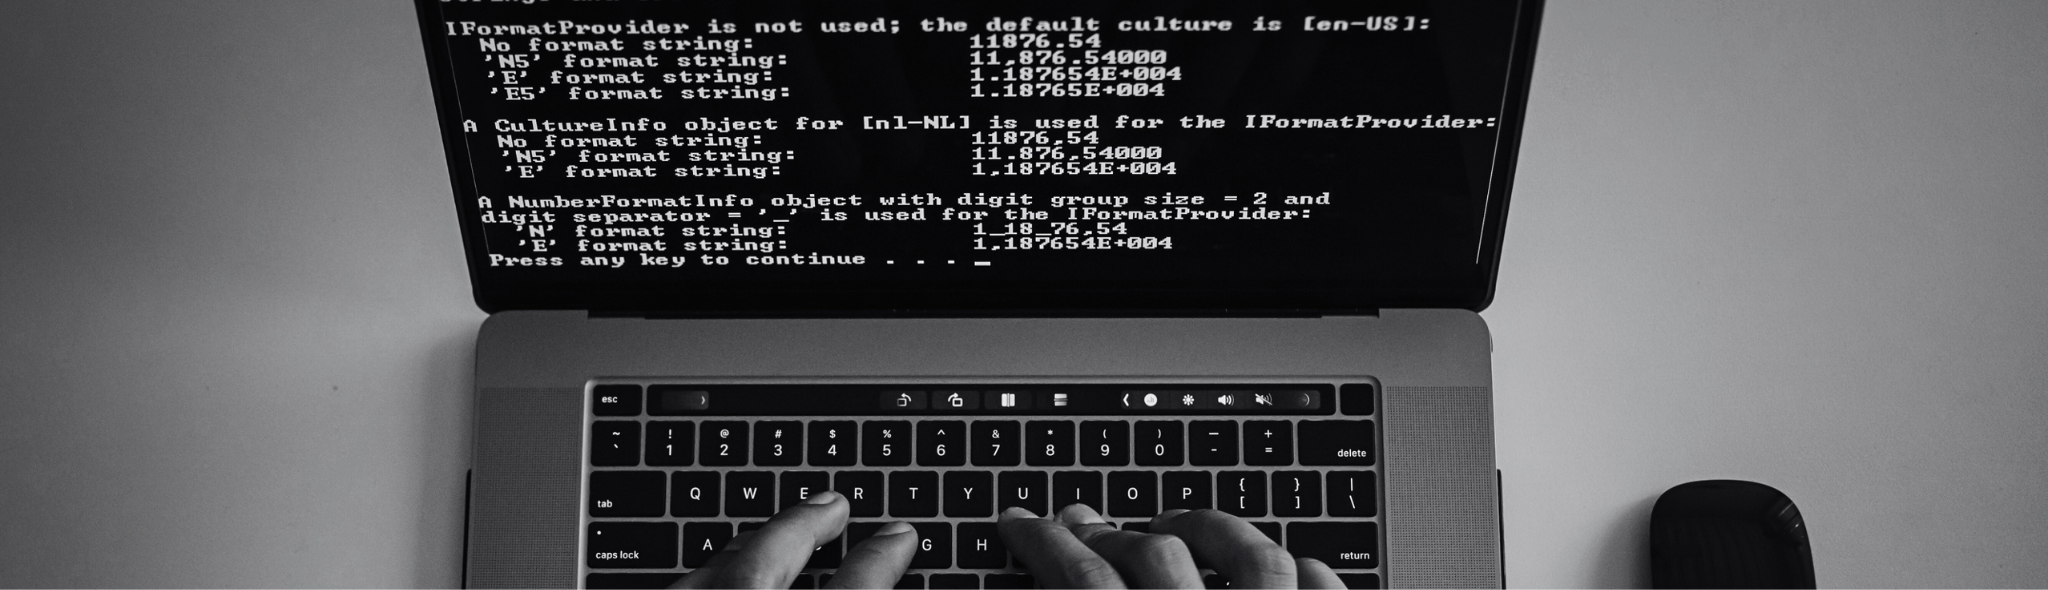 IFormatProvider is not used; the default culture is [en-US]:
No format string: 11876.54
'N5' format string: 11,876.54000
'E' format string: 1.187654E+004
'E5' format string: 1.18765E+004
A CultureInfo object for [nl-NL] is used for the IFormatProvider:
No format string: 11876,54
'N5' format string: 11.876,54000
'E' format string: 1,187654E+004
A NumberFormatInfo object with digit group size = 2 and
digit separator = '_' is used for the IFormatProvider:
'N' format string: 1_18_76.54
'E' format string: 1.187654E+004
Press any key to continue . . . _
esc
~ ! @ # $ % ^ & * ( ) — +
` 1 2 3 4 5 6 7 8 9 0 - = delete
tab Q W E R T Y U I O P { [ } ] | \
caps lock A G H return